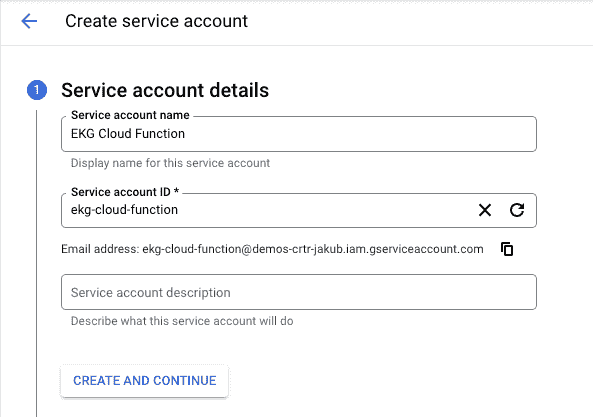 Create service account
1 Service account details
Service account name
EKG Cloud Function
Display name for this service account
Service account ID *
ekg-cloud-function
Email address: ekg-cloud-function@demos-crtr-jakub.iam.gserviceaccount.com
Service account description
Describe what this service account will do
CREATE AND CONTINUE